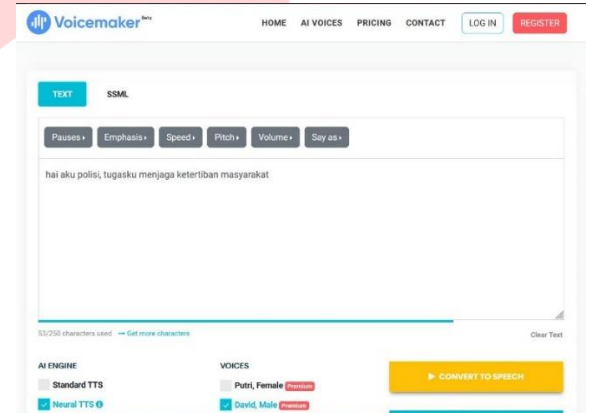 Voicemaker Beta HOME AI VOICES PRICING CONTACT LOG IN REGISTER
TEXT SSML
Pauses Emphasis Speed Pitch Volume Say as
hai aku polisi, tugasku menjaga ketertiban masyarakat
53/250 characters used Get more characters Clear Text
AI ENGINE VOICES
CONVERT TO SPEECH
Standard TTS Putri, Female Premium
Neural TTS David, Male Premium